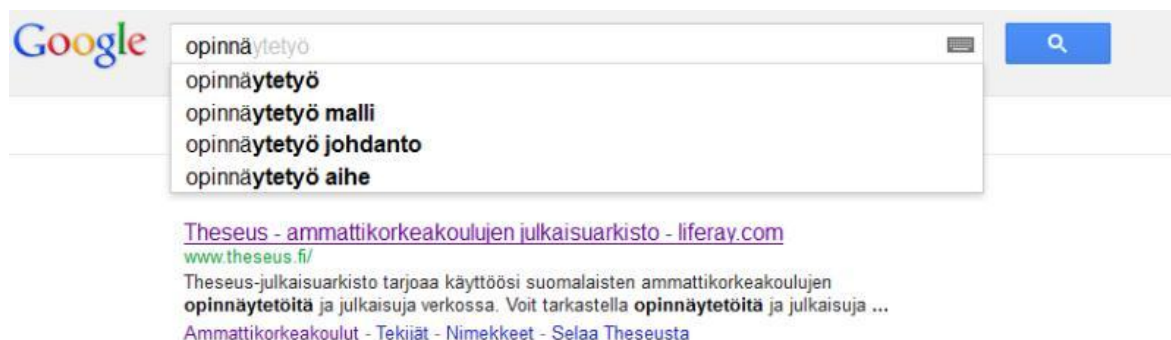 Google
opinnäytetyö
opinnäytetyö
opinnäytetyö malli
opinnäytetyö johdanto
opinnäytetyö aihe
Theseus - ammattikorkeakoulujen julkaisuarkisto - liferay.com
www.theseus.fi/
Theseus-julkaisuarkisto tarjoaa käyttöösi suomalaisten ammattikorkeakoulujen
opinnäytetöitä ja julkaisuja verkossa. Voit tarkastella opinnäytetöitä ja julkaisuja ...
Ammattikorkeakoulut - Tekijät - Nimekkeet - Selaa Theseusta